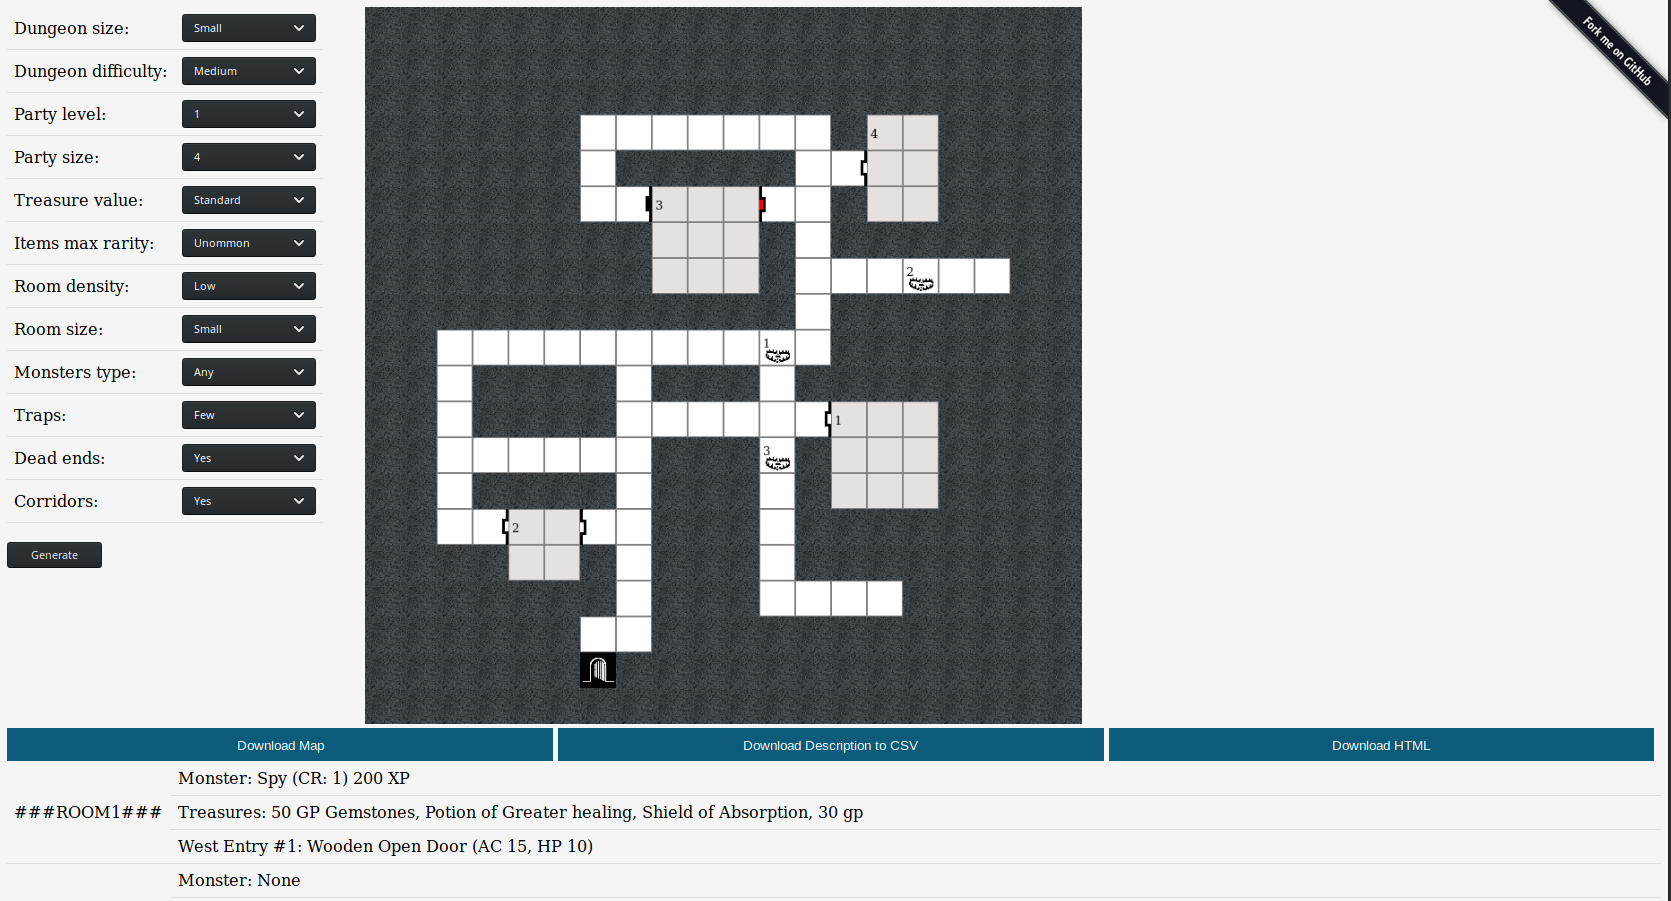 Dungeon size: Small
Dungeon difficulty: Medium
Party level: 1
Party size: 4
Treasure value: Standard
Items max rarity: Unommon
Room density: Low
Room size: Small
Monsters type: Any
Traps: Few
Dead ends: Yes
Corridors: Yes
Generate
Fork me on GitHub
4
3
2
1
1
3
2
Download Map
Download Description to CSV
Download HTML
###ROOM1###
Monster: Spy (CR: 1) 200 XP
Treasures: 50 GP Gemstones, Potion of Greater healing, Shield of Absorption, 30 gp
West Entry #1: Wooden Open Door (AC 15, HP 10)
Monster: None